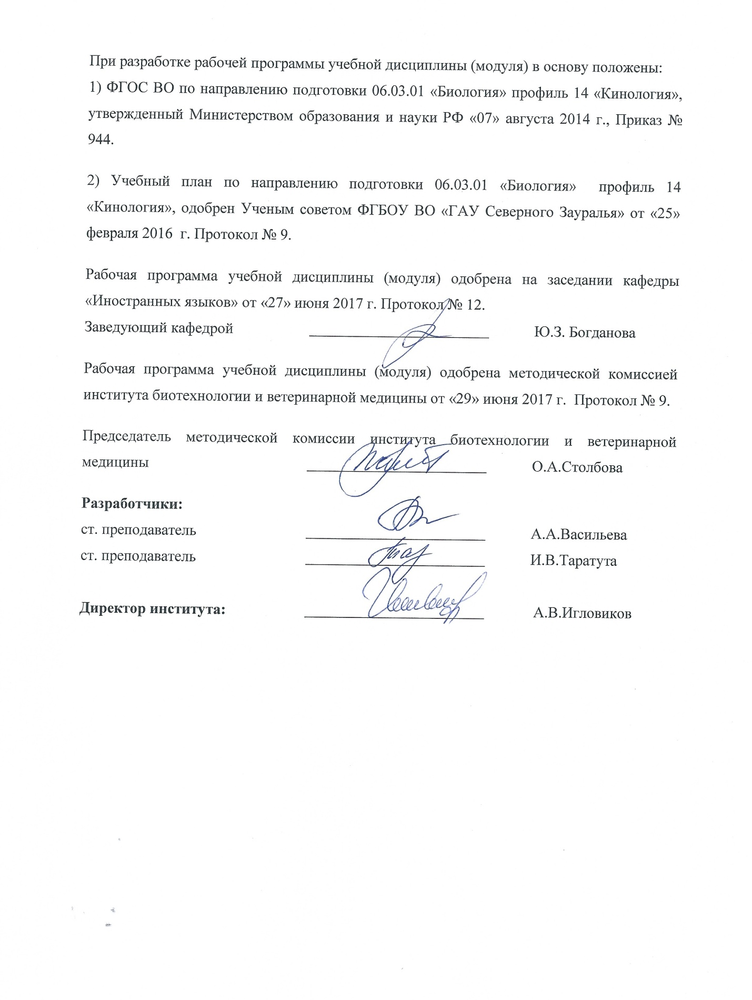 При разработке рабочей программы учебной дисциплины (модуля) в основу положены:
1) ФГОС ВО по направлению подготовки 06.03.01 «Биология» профиль 14 «Кинология»,
утвержденный Министерством образования и науки РФ «07» августа 2014 г., Приказ №
944.
2) Учебный план по направлению подготовки 06.03.01 «Биология» профиль 14
«Кинология», одобрен Ученым советом ФГБОУ ВО «ГАУ Северного Зауралья» от «25»
февраля 2016 г. Протокол № 9.
Рабочая программа учебной дисциплины (модуля) одобрена на заседании кафедры
«Иностранных языков» от «27» июня 2017 г. Протокол № 12.
Заведующий кафедрой Ю.З. Богданова
Рабочая программа учебной дисциплины (модуля) одобрена методической комиссией
института биотехнологии и ветеринарной медицины от «29» июня 2017 г. Протокол № 9.
Председатель методической комиссии института биотехнологии и ветеринарной
медицины О.А.Столбова
Разработчики:
ст. преподаватель А.А.Васильева
ст. преподаватель И.В.Таратута
Директор института: А.В.Игловиков